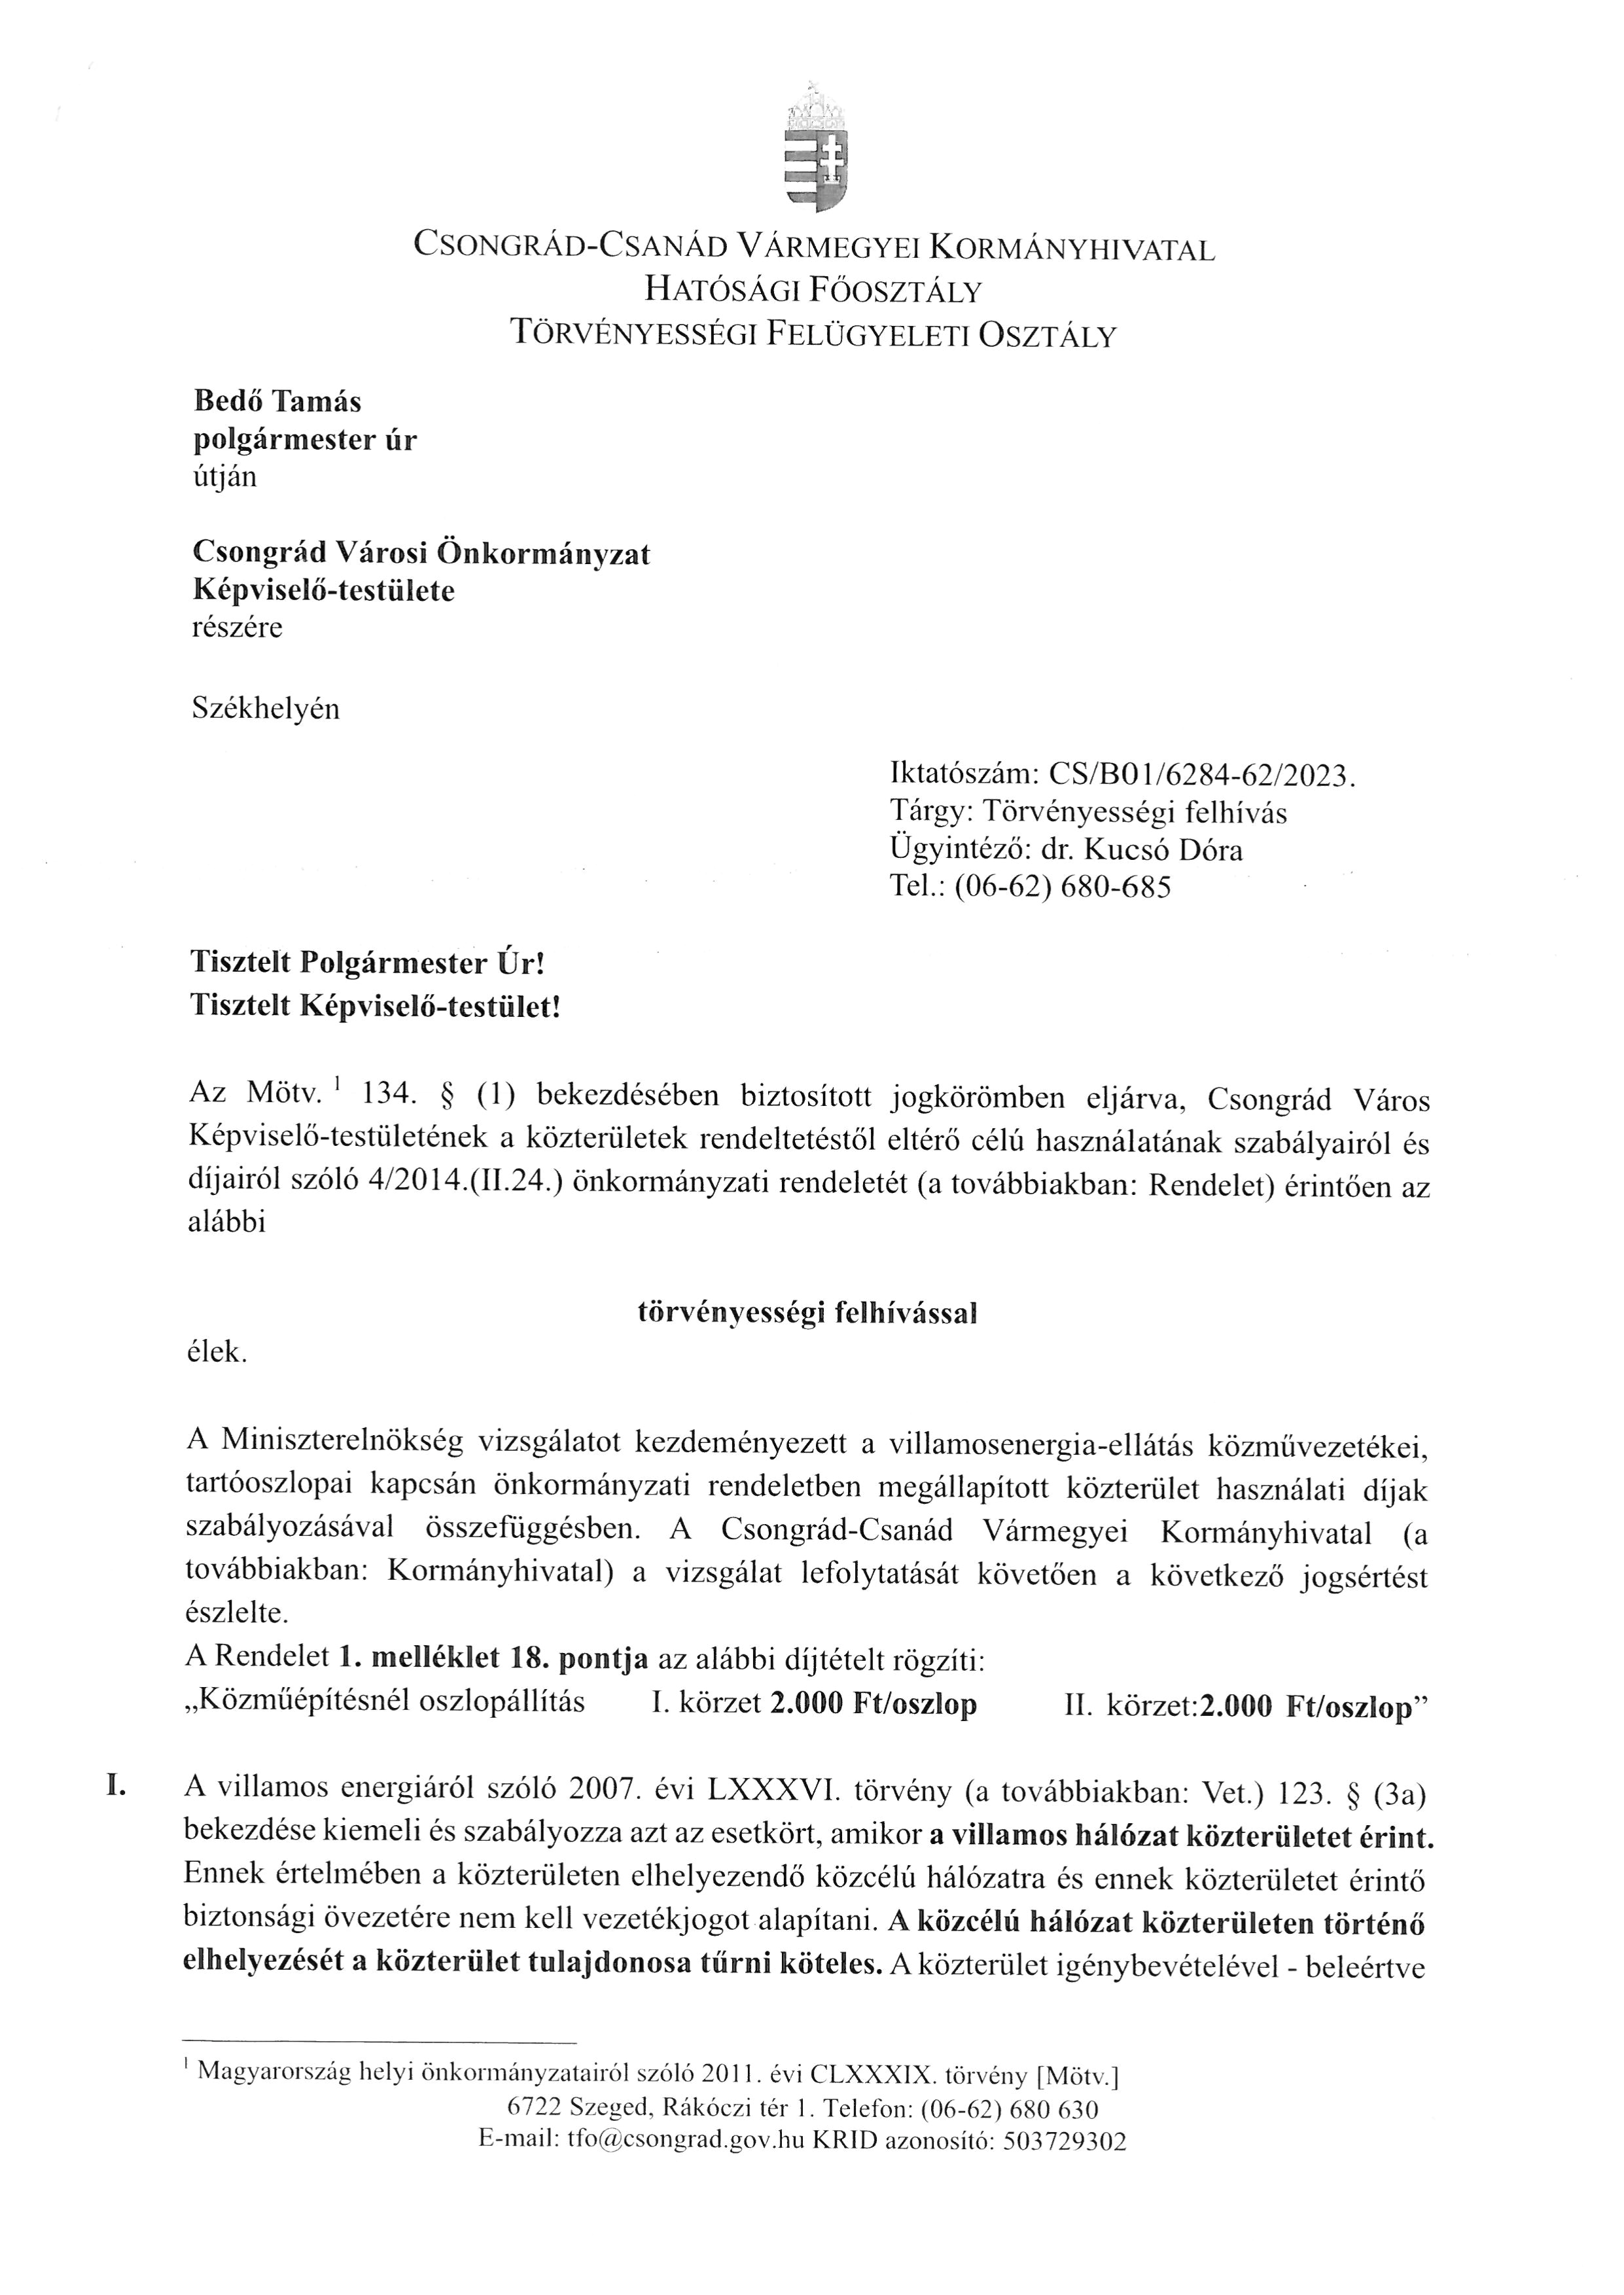 CSONGRÁD-CSANÁD VÁRMEGYEI KORMÁNYHIVATAL
HATÓSÁGI FŐOSZTÁLY
TÖRVÉNYESSÉGI FELÜGYELETI OSZTÁLY
Bedő Tamás
polgármester úr
útján
Csongrád Városi Önkormányzat
Képviselő-testülete
részére
Székhelyén
Iktatószám: CS/B01/6284-62/2023.
Tárgy: Törvényességi felhívás
Ügyintéző: dr. Kucsó Dóra
Tel.: (06-62) 680-685
Tisztelt Polgármester Úr!
Tisztelt Képviselő-testület!
Az Mötv. 1 134. § (1) bekezdésében biztosított jogkörömben eljárva, Csongrád Város
Képviselő-testületének a közterületek rendeltetéstől eltérő célú használatának szabályairól és
díjairól szóló 4/2014.(II.24.) önkormányzati rendeletét (a továbbiakban: Rendelet) érintően az
alábbi
törvényességi felhívással
élek.
A Miniszterelnökség vizsgálatot kezdeményezett a villamosenergia-ellátás közművezetékei,
tartóoszlopai kapcsán önkormányzati rendeletben megállapított közterület használati díjak
szabályozásával összefüggésben. A Csongrád-Csanád Vármegyei Kormányhivatal (a
továbbiakban: Kormányhivatal) a vizsgálat lefolytatását követően a következő jogsértést
észlelte.
A Rendelet 1. melléklet 18. pontja az alábbi díjtételt rögzíti:
„Közműépítésnél oszlopállítás I. körzet 2.000 Ft/oszlop II. körzet:2.000 Ft/oszlop”
I. A villamos energiáról szóló 2007. évi LXXXVI. törvény (a továbbiakban: Vet.) 123. § (3a)
bekezdése kiemeli és szabályozza azt az esetkört, amikor a villamos hálózat közterületet érint.
Ennek értelmében a közterületen elhelyezendő közcélú hálózatra és ennek közterületet érintő
biztonsági övezetére nem kell vezetékjogot alapítani. A közcélú hálózat közterületen történő
elhelyezését a közterület tulajdonosa tűrni köteles. A közterület igénybevételével - beleértve
1 Magyarország helyi önkormányzatairól szóló 2011. évi CLXXXIX. törvény [Mötv.]
6722 Szeged, Rákóczi tér 1. Telefon: (06-62) 680 630
E-mail: tfo@csongrad.gov.hu KRID azonosító: 503729302